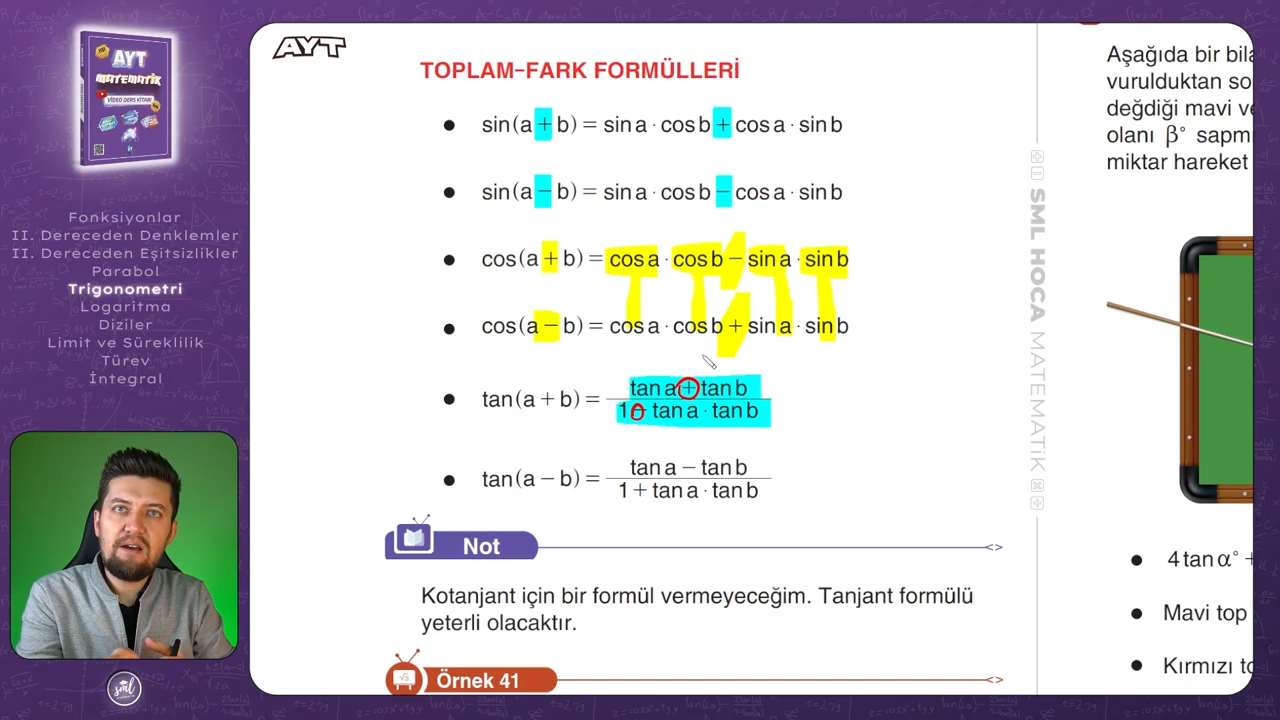 AYT
MATEMATİK
VİDEO DERS KİTABI
Fonksiyonlar
II. Dereceden Denklemler
II. Dereceden Eşitsizlikler
Parabol
Trigonometri
Logaritma
Diziler
Limit ve Süreklilik
Türev
İntegral
sml
AYT
TOPLAM-FARK FORMÜLLERİ
• sin(a + b) = sin a · cos b + cos a · sin b
• sin(a − b) = sin a · cos b − cos a · sin b
• cos(a + b) = cos a · cos b − sin a · sin b
• cos(a − b) = cos a · cos b + sin a · sin b
• tan(a + b) = (tan a + tan b) / (1 − tan a · tan b)
• tan(a − b) = (tan a − tan b) / (1 + tan a · tan b)
Not
Kotanjant için bir formül vermeyeceğim. Tanjant formülü
yeterli olacaktır.
Örnek 41
SML HOCA MATEMATİK
Aşağıda bir bila
vurulduktan so
değdiği mavi ve
olanı β° sapm
miktar hareket
• 4 tan α° +
• Mavi top
• Kırmızı to